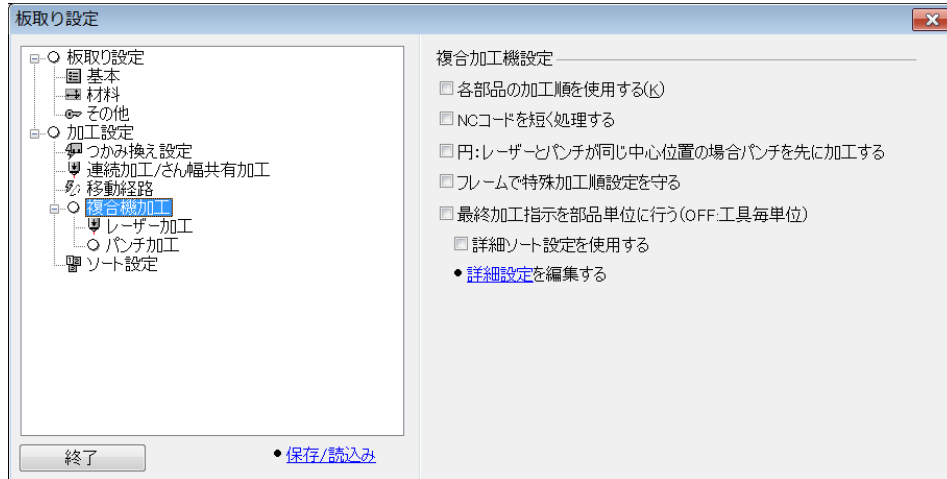 板取り設定
板取り設定
基本
材料
その他
加工設定
つかみ換え設定
連続加工/さん幅共有加工
移動経路
複合機加工
レーザー加工
パンチ加工
ソート設定
終了
保存/読込み
複合加工機設定
各部品の加工順を使用する(K)
NCコードを短く処理する
円:レーザーとパンチが同じ中心位置の場合パンチを先に加工する
フレームで特殊加工順設定を守る
最終加工指示を部品単位に行う(OFF:工具毎単位)
詳細ソート設定を使用する
詳細設定を編集する